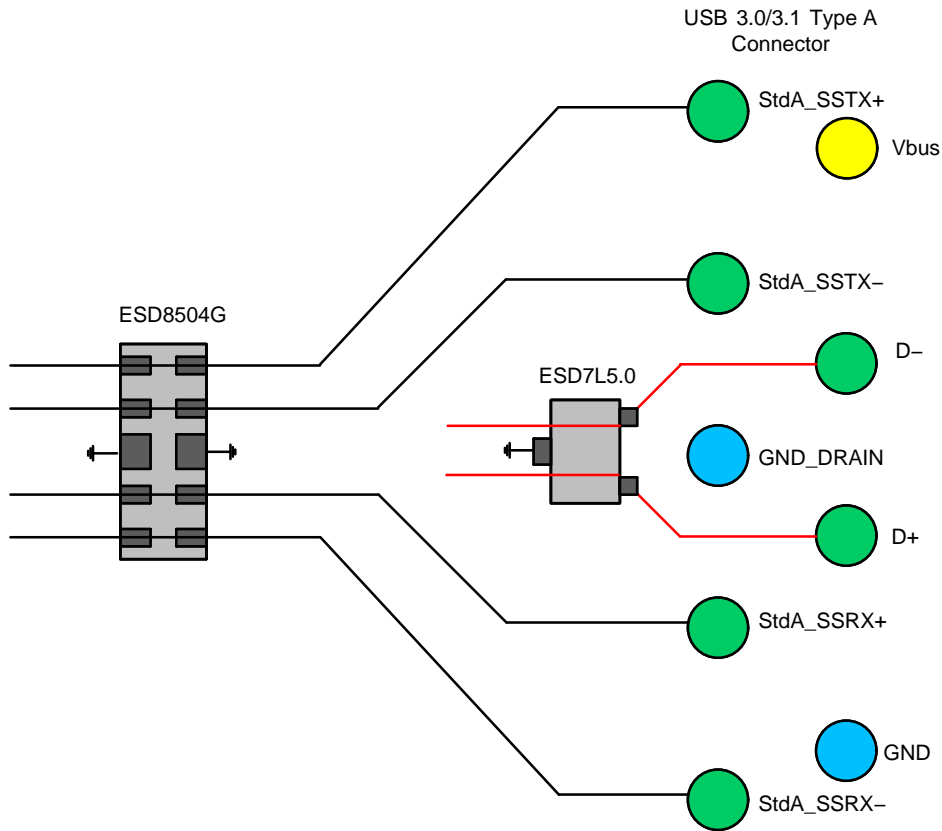 USB 3.0/3.1 Type A
Connector
StdA_SSTX+
Vbus
StdA_SSTX−
ESD8504G
D−
ESD7L5.0
GND_DRAIN
D+
StdA_SSRX+
GND
StdA_SSRX−